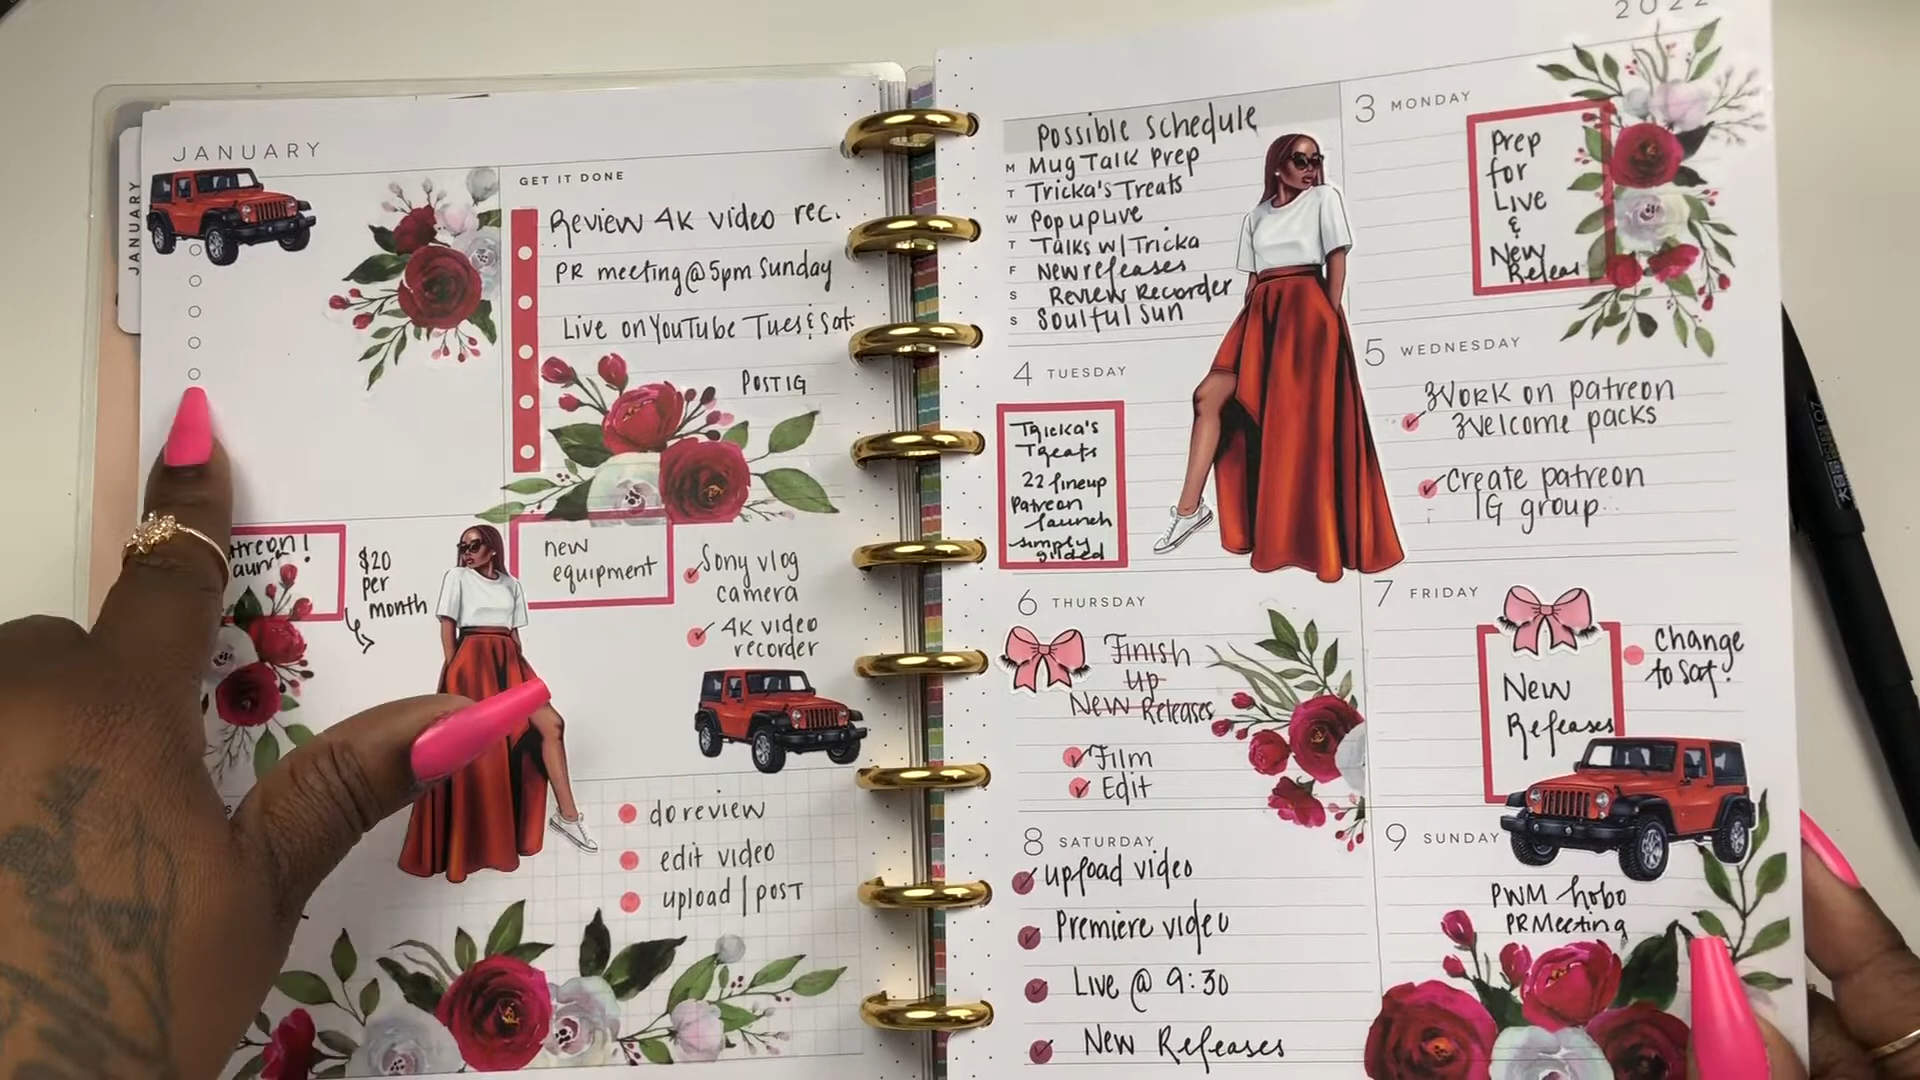 JANUARY
JANUARY
GET IT DONE
Review 4K video rec.
PR meeting@5pm Sunday
Live on YouTube Tues & Sat.
POST IG
$20
per
month
new
equipment
Sony vlog
camera
4K video
recorder
do review
edit video
upload | post
2022
Possible Schedule
M Mug Talk Prep
T Tricka's Treats
W Pop up Live
T Talks w/ Tricka
F New releases
S Review Recorder
S Soulful Sun
3 MONDAY
Prep
for
Live
&
New
Releas
4 TUESDAY
Tricka's
Treats
22 lineup
Patreon
launch
simply
gilded
5 WEDNESDAY
Work on patreon
Welcome packs
Create patreon
IG group
6 THURSDAY
Finish
up
New Releases
Film
Edit
7 FRIDAY
New
Releases
Change
to Sat.
8 SATURDAY
upload video
Premiere video
Live @ 9:30
New Releases
9 SUNDAY
PWM hobo
PR Meeting